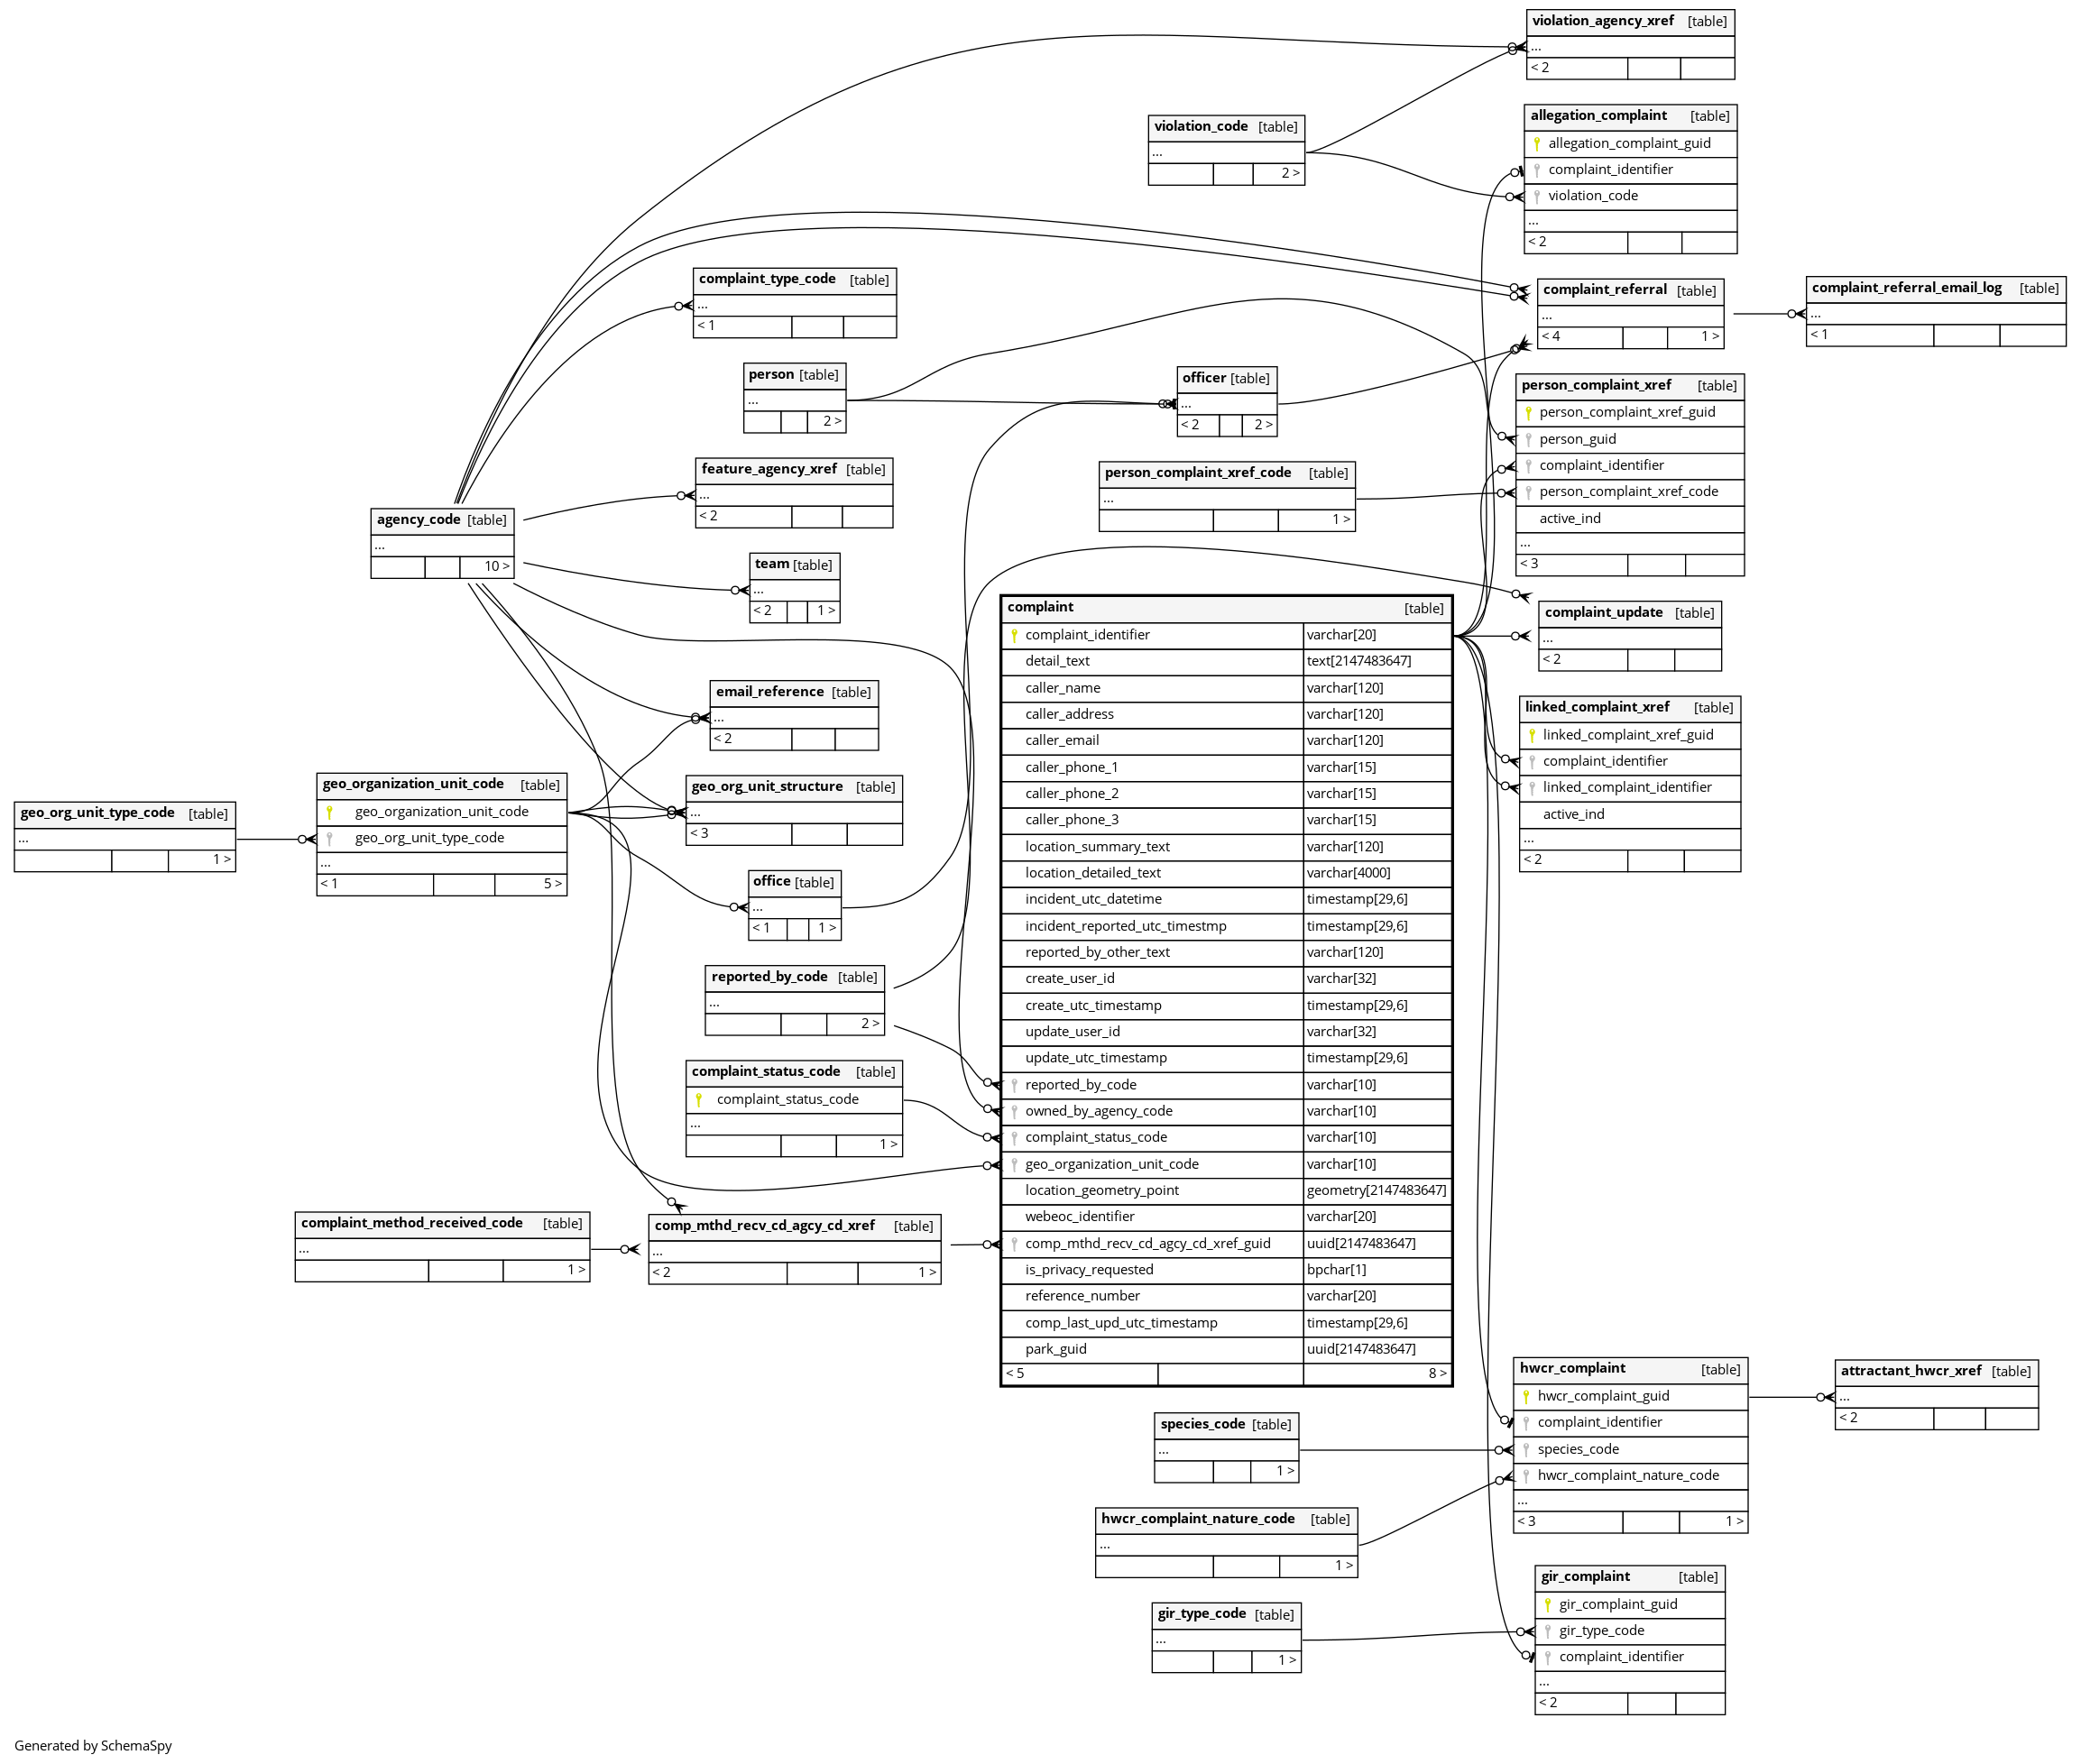 violation_agency_xref [table]
...
< 2
violation_code [table]
...
2 >
allegation_complaint [table]
allegation_complaint_guid
complaint_identifier
violation_code
...
< 2
complaint_type_code [table]
...
< 1
complaint_referral [table]
...
< 4 1 >
complaint_referral_email_log [table]
...
< 1
person [table]
...
2 >
officer [table]
...
< 2 2 >
person_complaint_xref [table]
person_complaint_xref_guid
person_guid
complaint_identifier
person_complaint_xref_code
active_ind
...
< 3
feature_agency_xref [table]
...
< 2
person_complaint_xref_code [table]
...
1 >
agency_code [table]
...
10 >
team [table]
...
< 2 1 >
complaint [table]
complaint_identifier varchar[20]
detail_text text[2147483647]
caller_name varchar[120]
caller_address varchar[120]
caller_email varchar[120]
caller_phone_1 varchar[15]
caller_phone_2 varchar[15]
caller_phone_3 varchar[15]
location_summary_text varchar[120]
location_detailed_text varchar[4000]
incident_utc_datetime timestamp[29,6]
incident_reported_utc_timestmp timestamp[29,6]
reported_by_other_text varchar[120]
create_user_id varchar[32]
create_utc_timestamp timestamp[29,6]
update_user_id varchar[32]
update_utc_timestamp timestamp[29,6]
reported_by_code varchar[10]
owned_by_agency_code varchar[10]
complaint_status_code varchar[10]
geo_organization_unit_code varchar[10]
location_geometry_point geometry[2147483647]
webeoc_identifier varchar[20]
comp_mthd_recv_cd_agcy_cd_xref_guid uuid[2147483647]
is_privacy_requested bpchar[1]
reference_number varchar[20]
comp_last_upd_utc_timestamp timestamp[29,6]
park_guid uuid[2147483647]
< 5 8 >
complaint_update [table]
...
< 2
email_reference [table]
...
< 2
linked_complaint_xref [table]
linked_complaint_xref_guid
complaint_identifier
linked_complaint_identifier
active_ind
...
< 2
geo_org_unit_type_code [table]
...
1 >
geo_organization_unit_code [table]
geo_organization_unit_code
geo_org_unit_type_code
...
< 1 5 >
geo_org_unit_structure [table]
...
< 3
office [table]
...
< 1 1 >
reported_by_code [table]
...
2 >
complaint_status_code [table]
complaint_status_code
...
1 >
complaint_method_received_code [table]
...
1 >
comp_mthd_recv_cd_agcy_cd_xref [table]
...
< 2 1 >
hwcr_complaint [table]
hwcr_complaint_guid
complaint_identifier
species_code
hwcr_complaint_nature_code
...
< 3 1 >
attractant_hwcr_xref [table]
...
< 2
species_code [table]
...
1 >
hwcr_complaint_nature_code [table]
...
1 >
gir_complaint [table]
gir_complaint_guid
gir_type_code
complaint_identifier
...
< 2
gir_type_code [table]
...
1 >
Generated by SchemaSpy